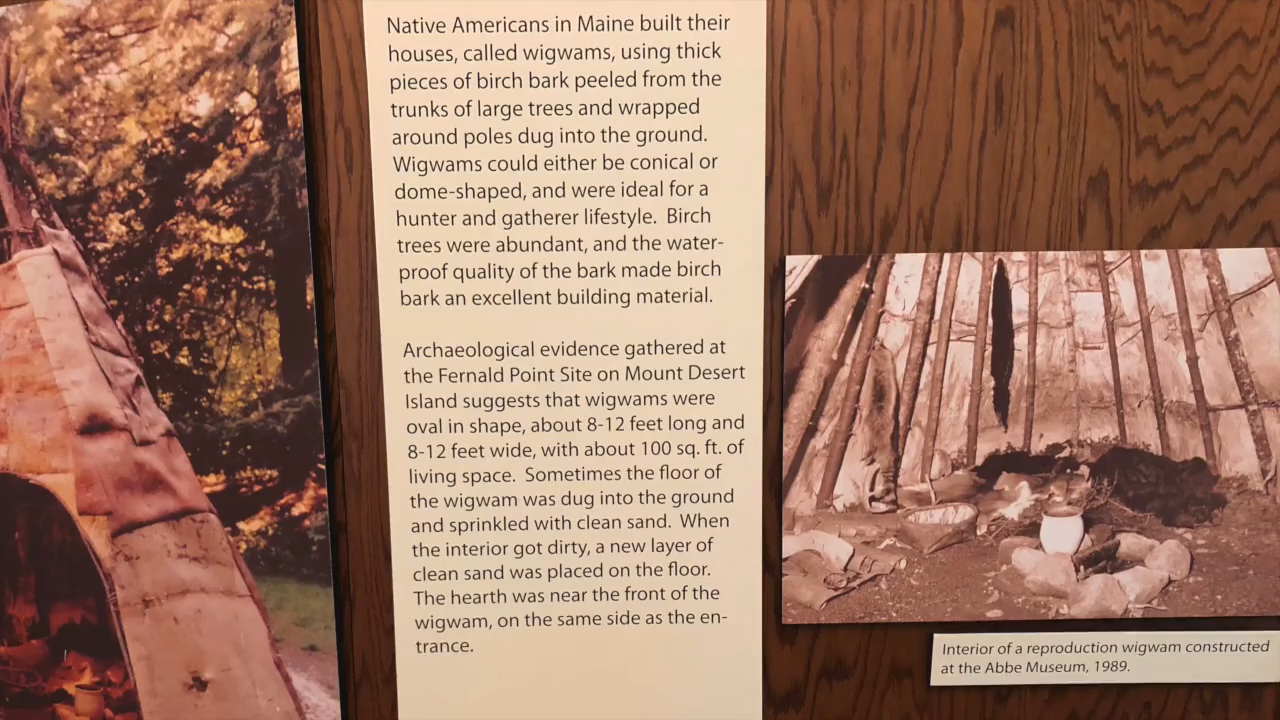 Native Americans in Maine built their
houses, called wigwams, using thick
pieces of birch bark peeled from the
trunks of large trees and wrapped
around poles dug into the ground.
Wigwams could either be conical or
dome-shaped, and were ideal for a
hunter and gatherer lifestyle. Birch
trees were abundant, and the water-
proof quality of the bark made birch
bark an excellent building material.
Archaeological evidence gathered at
the Fernald Point Site on Mount Desert
Island suggests that wigwams were
oval in shape, about 8-12 feet long and
8-12 feet wide, with about 100 sq. ft. of
living space. Sometimes the floor of
the wigwam was dug into the ground
and sprinkled with clean sand. When
the interior got dirty, a new layer of
clean sand was placed on the floor.
The hearth was near the front of the
wigwam, on the same side as the en-
trance.
Interior of a reproduction wigwam constructed
at the Abbe Museum, 1989.